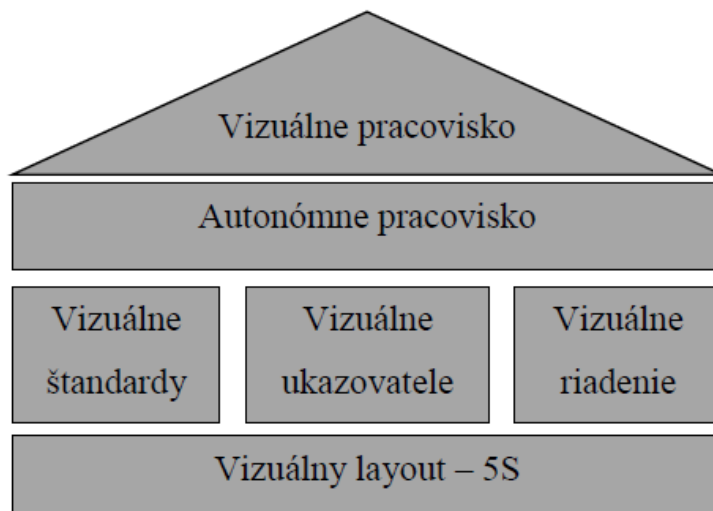 Vizuálne pracovisko
Autonómne pracovisko
Vizuálne
štandardy
Vizuálne
ukazovatele
Vizuálne
riadenie
Vizuálny layout – 5S